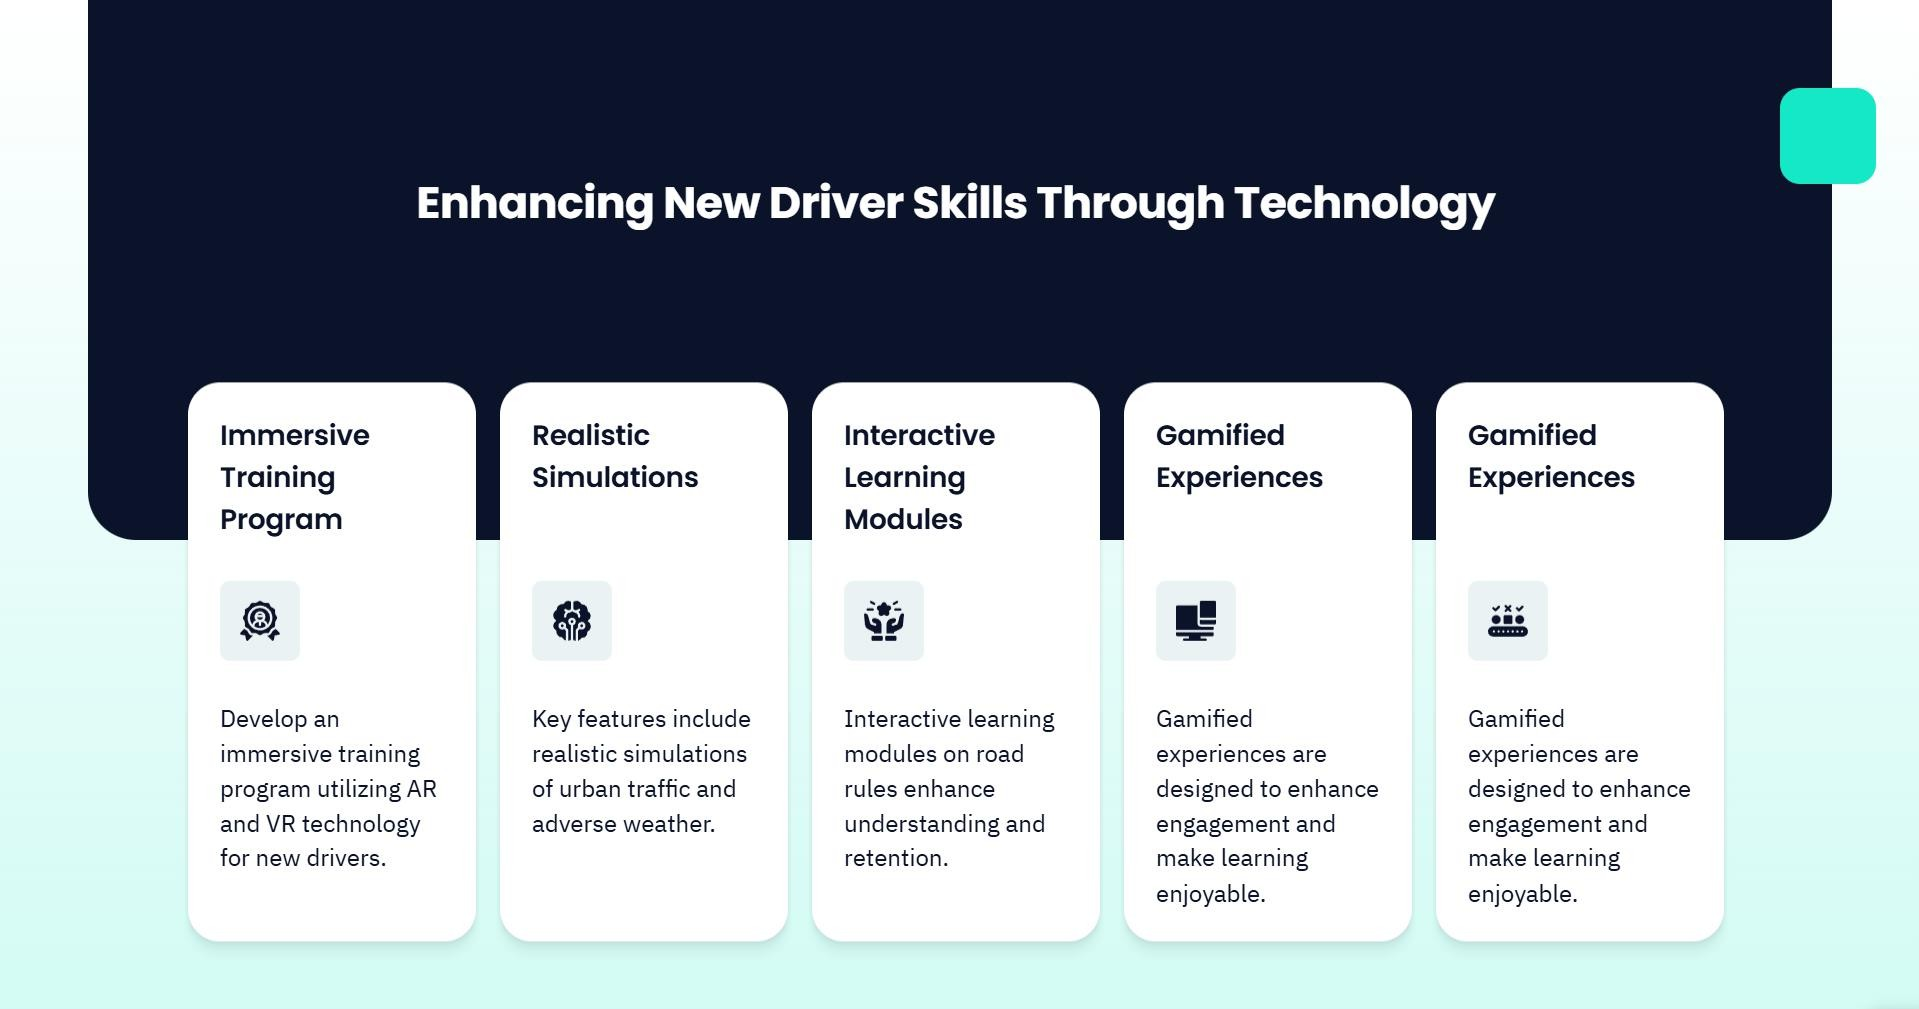 Enhancing New Driver Skills Through Technology
Immersive
Training
Program
Develop an
immersive training
program utilizing AR
and VR technology
for new drivers.
Realistic
Simulations
Key features include
realistic simulations
of urban traffic and
adverse weather.
Interactive
Learning
Modules
Interactive learning
modules on road
rules enhance
understanding and
retention.
Gamified
Experiences
Gamified
experiences are
designed to enhance
engagement and
make learning
enjoyable.
Gamified
Experiences
Gamified
experiences are
designed to enhance
engagement and
make learning
enjoyable.